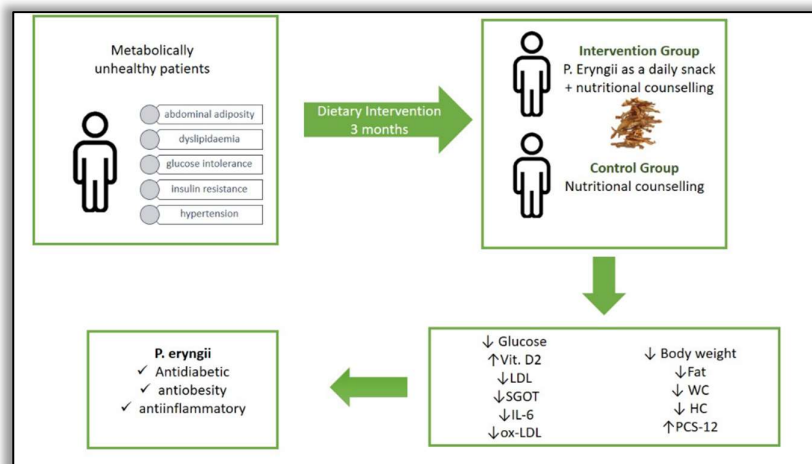 Metabolically
unhealthy patients
abdominal adiposity
dyslipidaemia
glucose intolerance
insulin resistance
hypertension
Dietary Intervention
3 months
Intervention Group
P. Eryngii as a daily snack
+ nutritional counselling
Control Group
Nutritional counselling
↓ Glucose
↑Vit. D2
↓LDL
↓SGOT
↓IL-6
↓ox-LDL
↓ Body weight
↓Fat
↓ WC
↓ HC
↑PCS-12
P. eryngii
✓ Antidiabetic
✓ antiobesity
✓ antiinflammatory